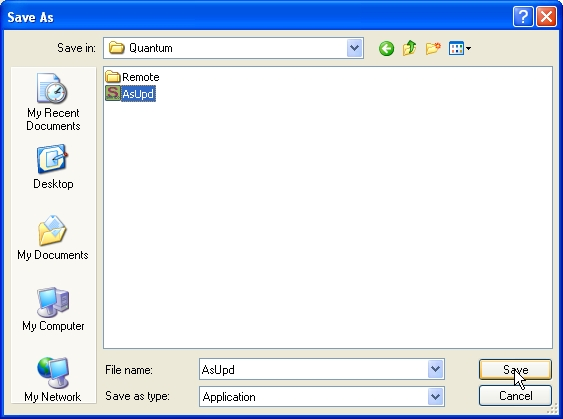 Save As
Save in:
Quantum
My Recent
Documents
Desktop
My Documents
My Computer
My Network
Remote
AsUpd
File name:
AsUpd
Save
Save as type:
Application
Cancel